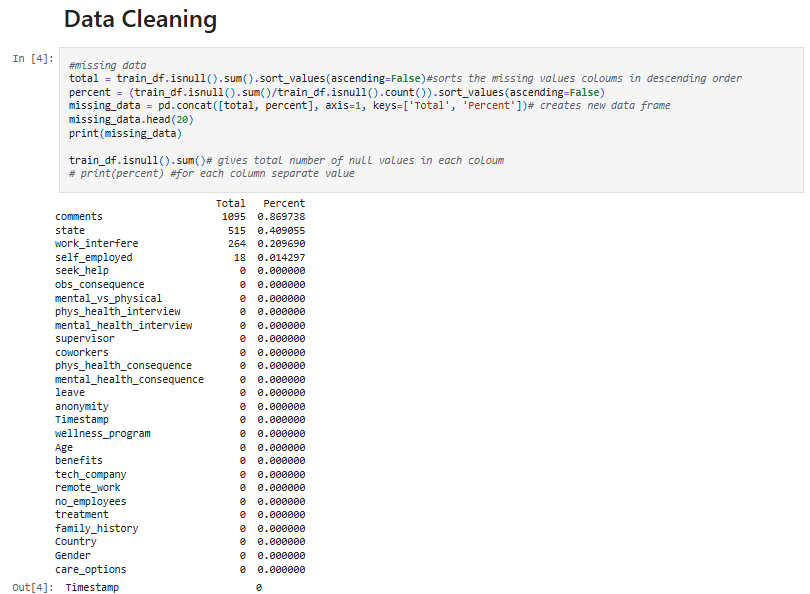 Data Cleaning
In [4]:
#missing data
total = train_df.isnull().sum().sort_values(ascending=False)#sorts the missing values coloums in descending order
percent = (train_df.isnull().sum()/train_df.isnull().count()).sort_values(ascending=False)
missing_data = pd.concat([total, percent], axis=1, keys=['Total', 'Percent'])# creates new data frame
missing_data.head(20)
print(missing_data)
train_df.isnull().sum()# gives total number of null values in each coloum
# print(percent) #for each column separate value
Total Percent
comments 1095 0.869738
state 515 0.409055
work_interfere 264 0.209690
self_employed 18 0.014297
seek_help 0 0.000000
obs_consequence 0 0.000000
mental_vs_physical 0 0.000000
phys_health_interview 0 0.000000
mental_health_interview 0 0.000000
supervisor 0 0.000000
coworkers 0 0.000000
phys_health_consequence 0 0.000000
mental_health_consequence 0 0.000000
leave 0 0.000000
anonymity 0 0.000000
Timestamp 0 0.000000
wellness_program 0 0.000000
Age 0 0.000000
benefits 0 0.000000
tech_company 0 0.000000
remote_work 0 0.000000
no_employees 0 0.000000
treatment 0 0.000000
family_history 0 0.000000
Country 0 0.000000
Gender 0 0.000000
care_options 0 0.000000
Out[4]: Timestamp 0